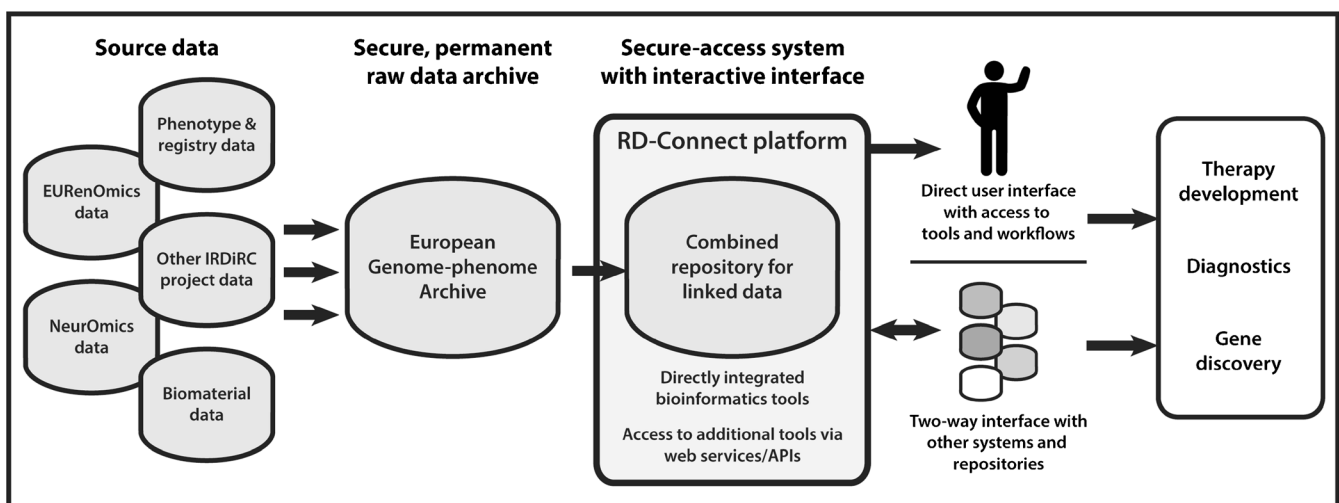 Source data
Phenotype &
registry data
EURenOmics
data
Other IRDiRC
project data
NeurOmics
data
Biomaterial
data
Secure, permanent
raw data archive
European
Genome-phenome
Archive
Secure-access system
with interactive interface
RD-Connect platform
Combined
repository for
linked data
Directly integrated
bioinformatics tools
Access to additional tools via
web services/APIs
Direct user interface
with access to
tools and workflows
Two-way interface with
other systems and
repositories
Therapy
development
Diagnostics
Gene
discovery